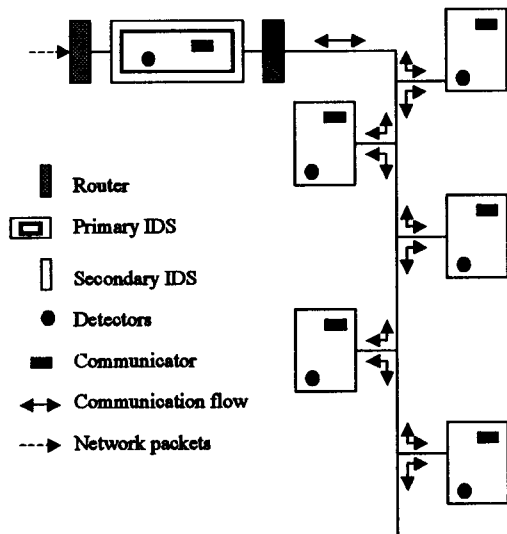 Router
Primary IDS
Secondary IDS
Detectors
Communicator
Communication flow
Network packets